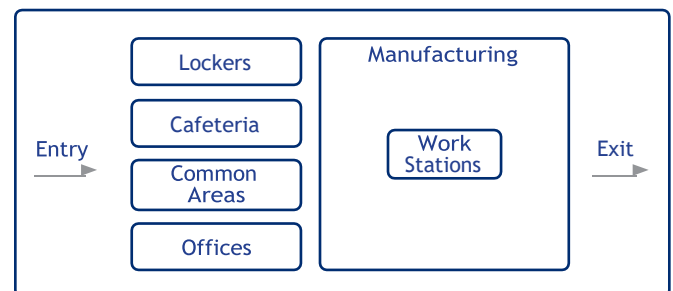 Entry
Lockers
Cafeteria
Common
Areas
Offices
Manufacturing
Work
Stations
Exit